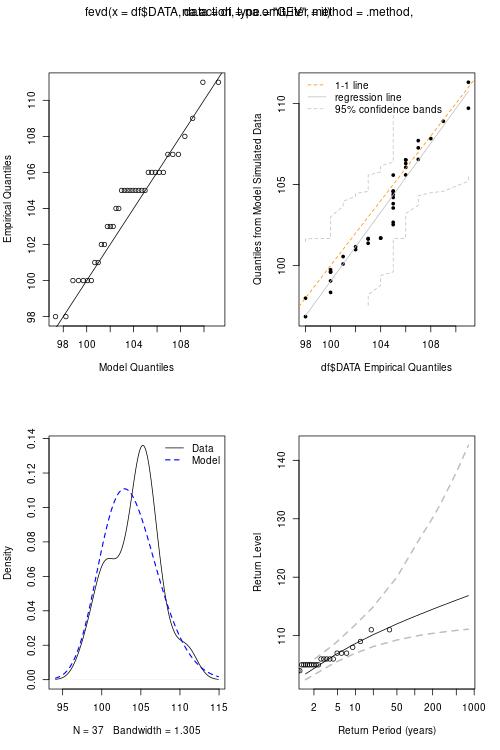 fevd(x = df$DATA, method = .method,
Empirical Quantiles
98 100 102 104 106 108 110
98 100 104 108
Model Quantiles
1-1 line
regression line
95% confidence bands
Quantiles from Model Simulated Data
100 105 110
98 100 104 108
df$DATA Empirical Quantiles
Data
Model
Density
0.00 0.02 0.04 0.06 0.08 0.10 0.12 0.14
95 100 105 110 115
N = 37 Bandwidth = 1.305
Return Level
110 120 130 140
2 5 10 50 200 1000
Return Period (years)